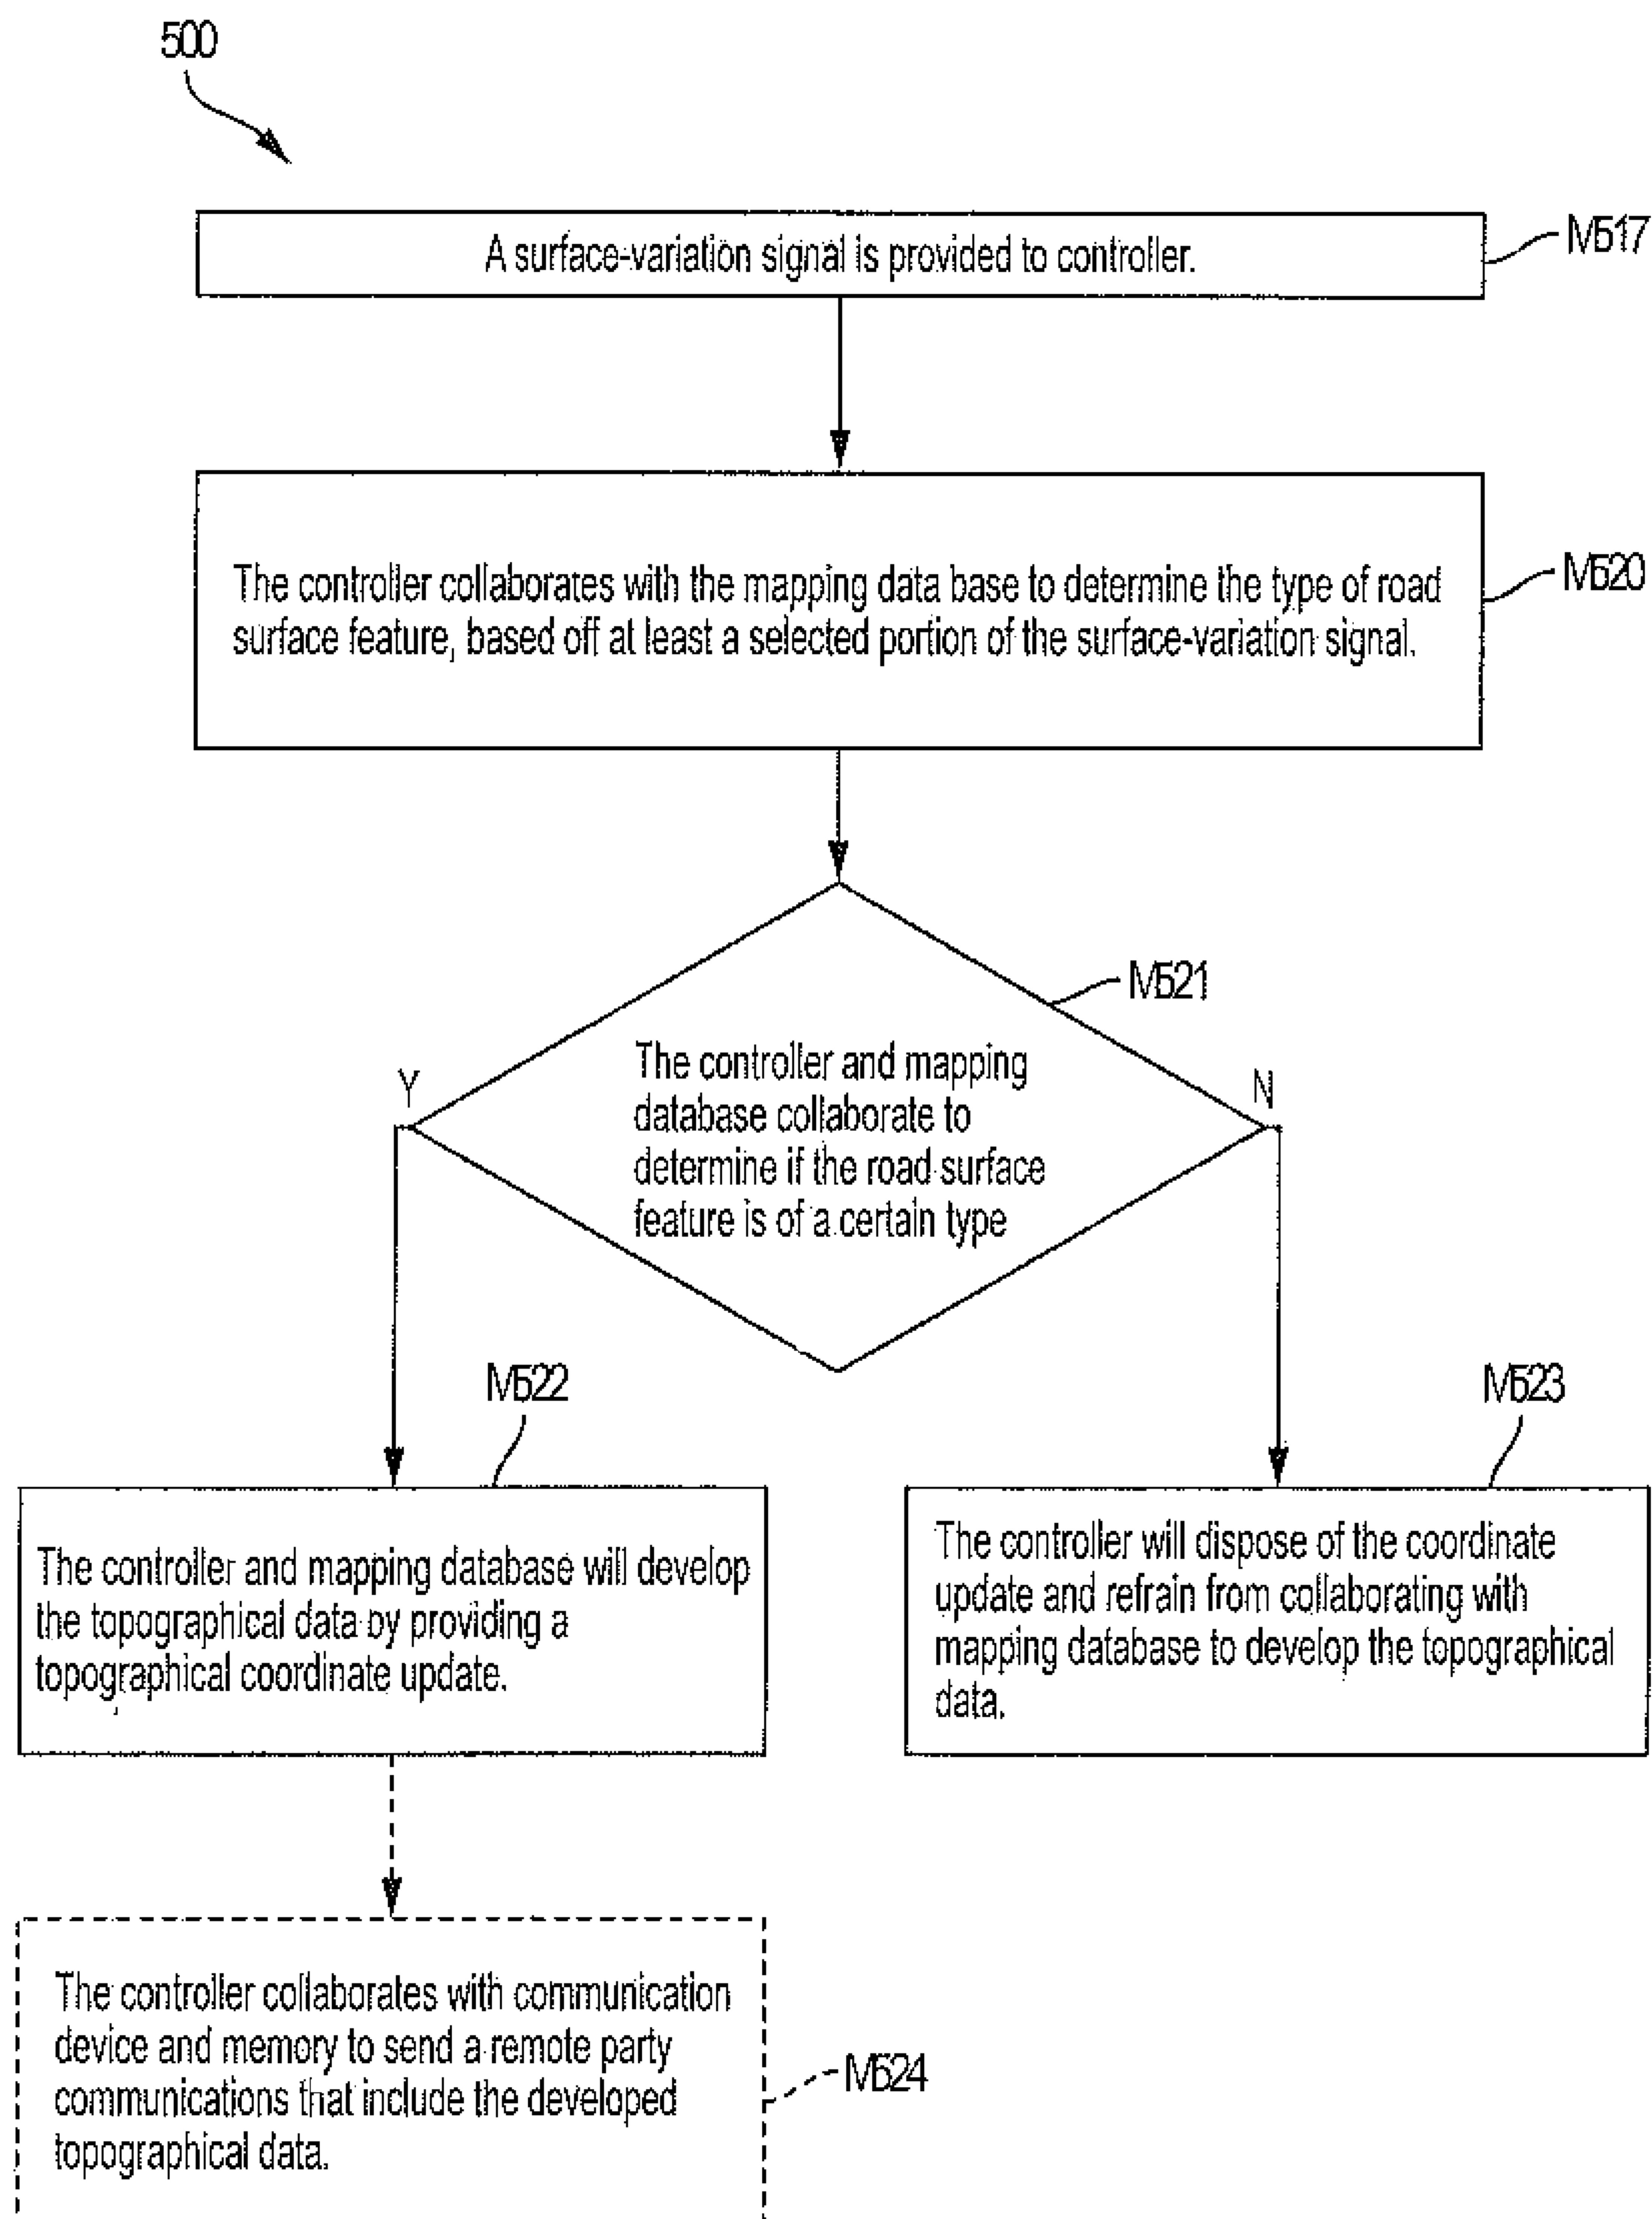 500
A surface-variation signal is provided to controller.
M517
The controller collaborates with the mapping data base to determine the type of road
surface feature, based off at least a selected portion of the surface-variation signal.
M520
M521
The controller and mapping
database collaborate to
determine if the road surface
feature is of a certain type
Y
N
M522
M523
The controller and mapping database will develop
the topographical data by providing a
topographical coordinate update.
The controller will dispose of the coordinate
update and refrain from collaborating with
mapping database to develop the topographical
data.
The controller collaborates with communication
device and memory to send a remote party
communications that include the developed
topographical data.
M524